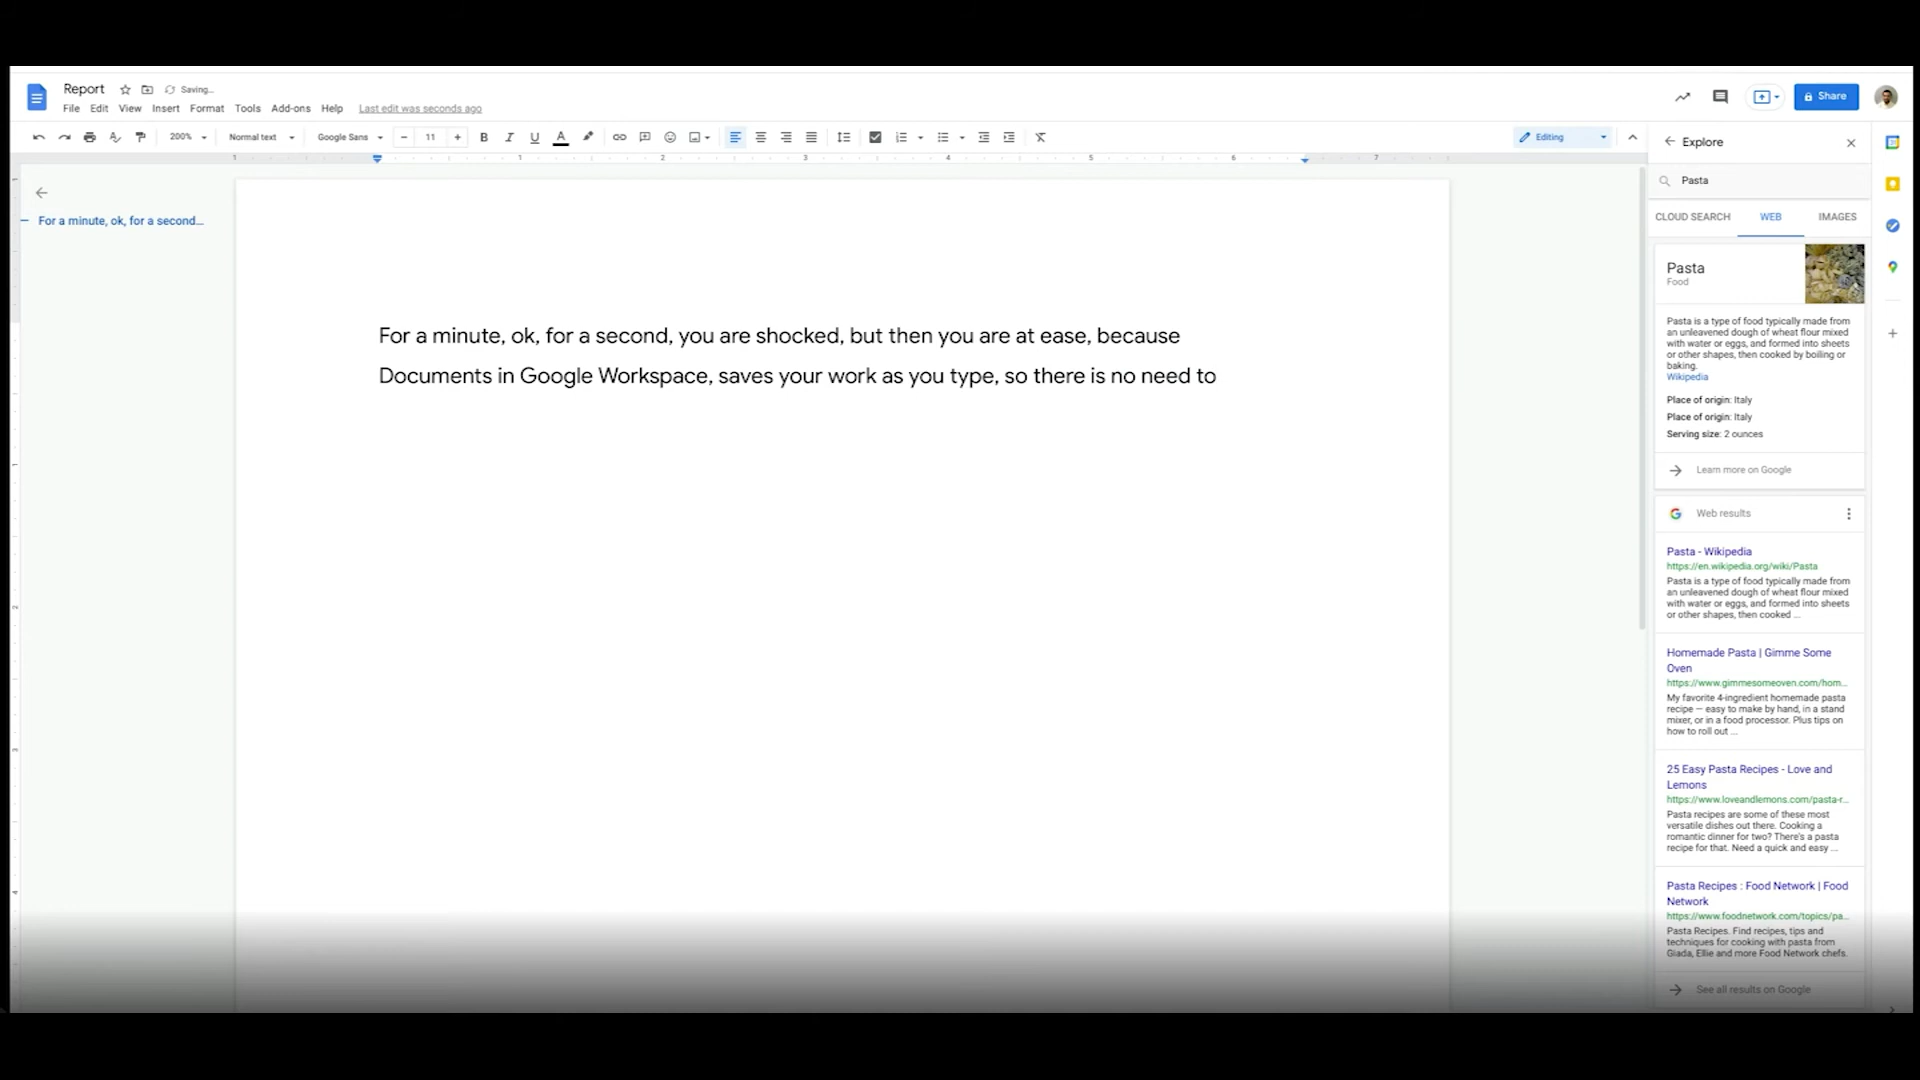 Report
Saving...
File Edit View Insert Format Tools Add-ons Help Last edit was seconds ago
Share
200% Normal text Google Sans 11 Editing
1 1 2 3 4 5 6 7
For a minute, ok, for a second...
For a minute, ok, for a second, you are shocked, but then you are at ease, because
Documents in Google Workspace, saves your work as you type, so there is no need to
Explore
Pasta
CLOUD SEARCH WEB IMAGES
Pasta
Food
Pasta is a type of food typically made from
an unleavened dough of wheat flour mixed
with water or eggs, and formed into sheets
or other shapes, then cooked by boiling or
baking.
Wikipedia
Place of origin: Italy
Place of origin: Italy
Serving size: 2 ounces
Learn more on Google
Web results
Pasta - Wikipedia
https://en.wikipedia.org/wiki/Pasta
Pasta is a type of food typically made from
an unleavened dough of wheat flour mixed
with water or eggs, and formed into sheets
or other shapes, then cooked ...
Homemade Pasta | Gimme Some
Oven
https://www.gimmesomeoven.com/hom...
My favorite 4-ingredient homemade pasta
recipe — easy to make by hand, in a stand
mixer, or in a food processor. Plus tips on
how to roll out ...
25 Easy Pasta Recipes - Love and
Lemons
https://www.loveandlemons.com/pasta-r...
Pasta recipes are some of these most
versatile dishes out there. Cooking a
romantic dinner for two? There's a pasta
recipe for that. Need a quick and easy ...
Pasta Recipes : Food Network | Food
Network
https://www.foodnetwork.com/topics/pa...
Pasta Recipes. Find recipes, tips and
techniques for cooking with pasta from
Giada, Ellie and more Food Network chefs.
See all results on Google